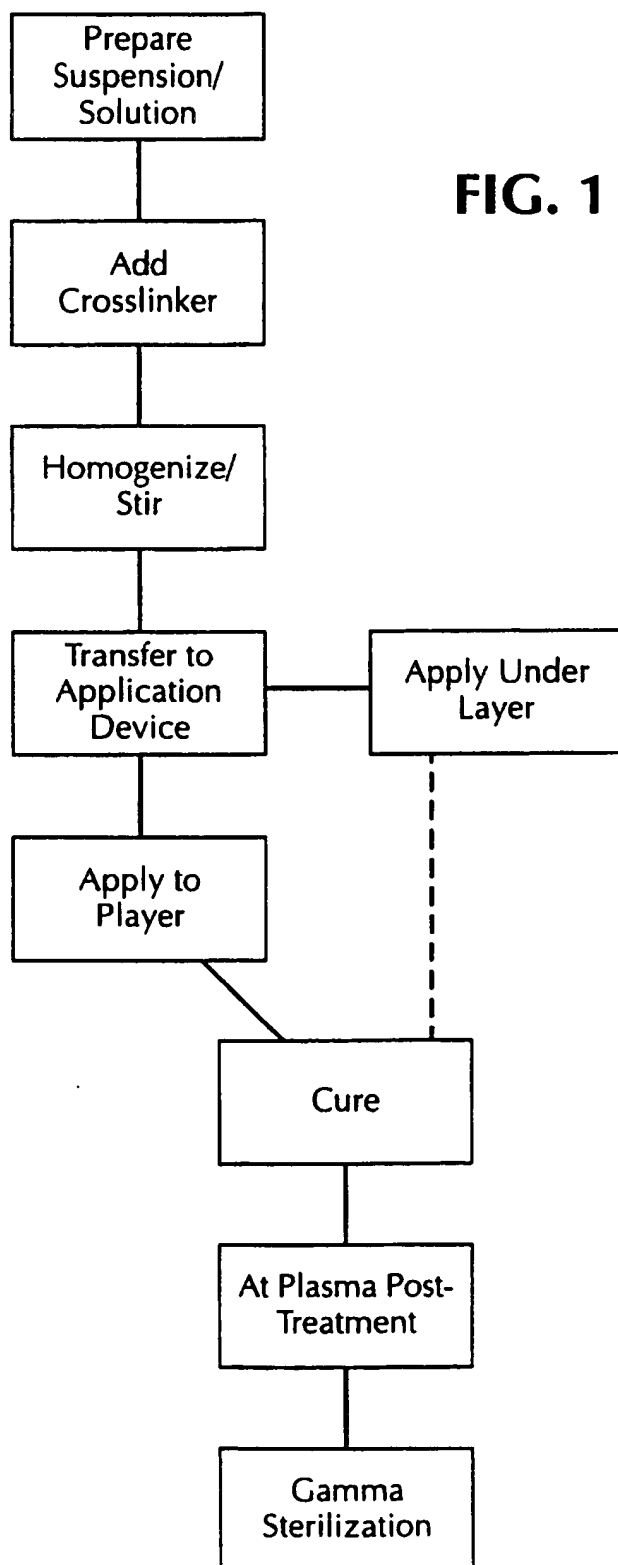 Prepare
Suspension/
Solution
FIG. 1
Add
Crosslinker
Homogenize/
Stir
Transfer to
Application
Device
Apply Under
Layer
Apply to
Player
Cure
At Plasma Post-
Treatment
Gamma
Sterilization